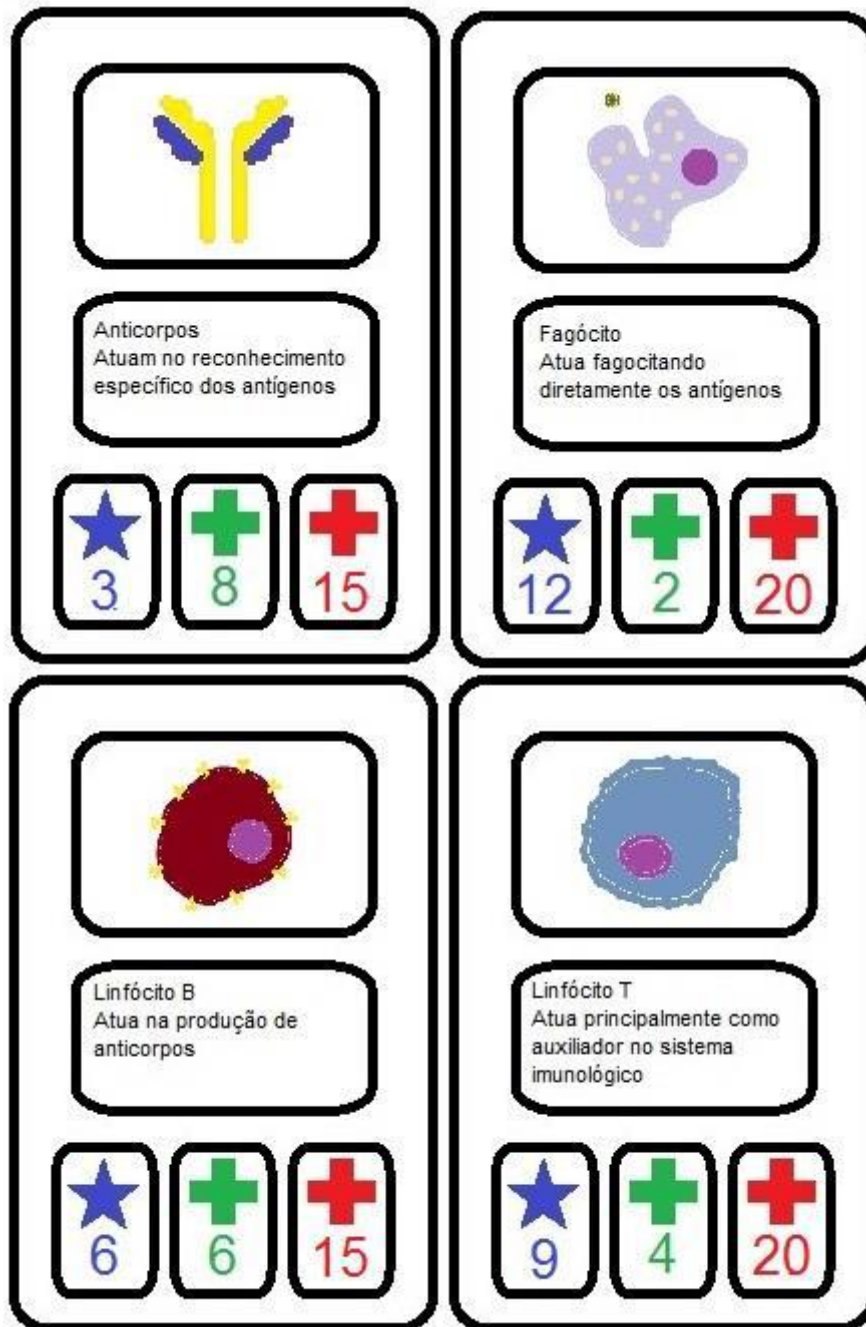 Anticorpos
Atuam no reconhecimento
específico dos antígenos
3 8 15
Fagócito
Atua fagocitando
diretamente os antígenos
12 2 20
Linfócito B
Atua na produção de
anticorpos
6 6 15
Linfócito T
Atua principalmente como
auxiliador no sistema
imunológico
9 4 20